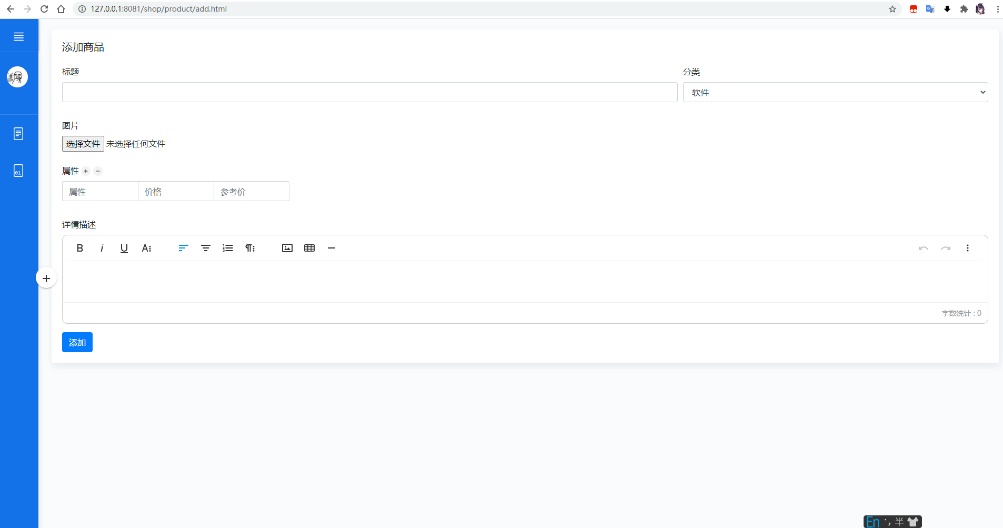 127.0.0.1:8081/shop/product/add.html
添加商品
标题
分类
软件
图片
选择文件 未选择任何文件
属性 + −
属性 价格 参考价
详情描述
B i U A
字数统计 : 0
+
添加
En 半